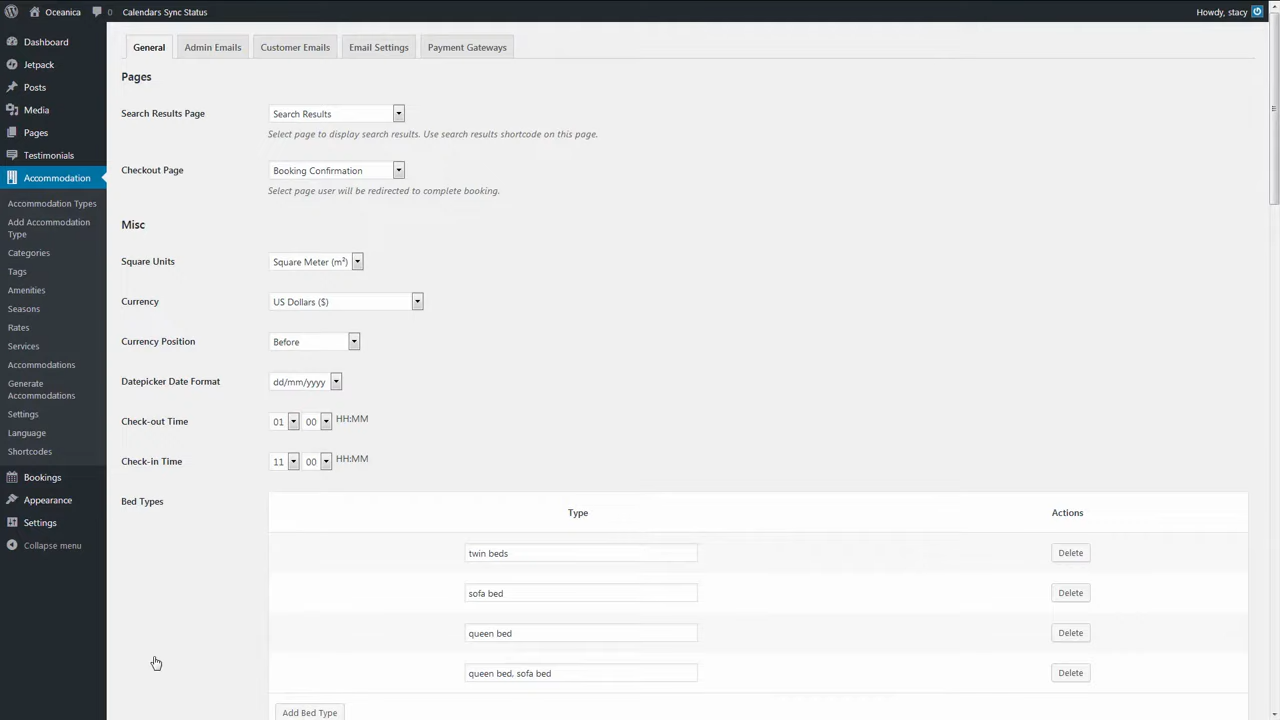 Oceanica 0 Calendars Sync Status Howdy, stacy
Dashboard
Jetpack
Posts
Media
Pages
Testimonials
Accommodation
Accommodation Types
Add Accommodation
Type
Categories
Tags
Amenities
Seasons
Rates
Services
Accommodations
Generate
Accommodations
Settings
Language
Shortcodes
Bookings
Appearance
Settings
Collapse menu
General Admin Emails Customer Emails Email Settings Payment Gateways
Pages
Search Results Page Search Results
Select page to display search results. Use search results shortcode on this page.
Checkout Page Booking Confirmation
Select page user will be redirected to complete booking.
Misc
Square Units Square Meter (m²)
Currency US Dollars ($)
Currency Position Before
Datepicker Date Format dd/mm/yyyy
Check-out Time 01 00 HH:MM
Check-in Time 11 00 HH:MM
Bed Types Type Actions
twin beds Delete
sofa bed Delete
queen bed Delete
queen bed, sofa bed Delete
Add Bed Type